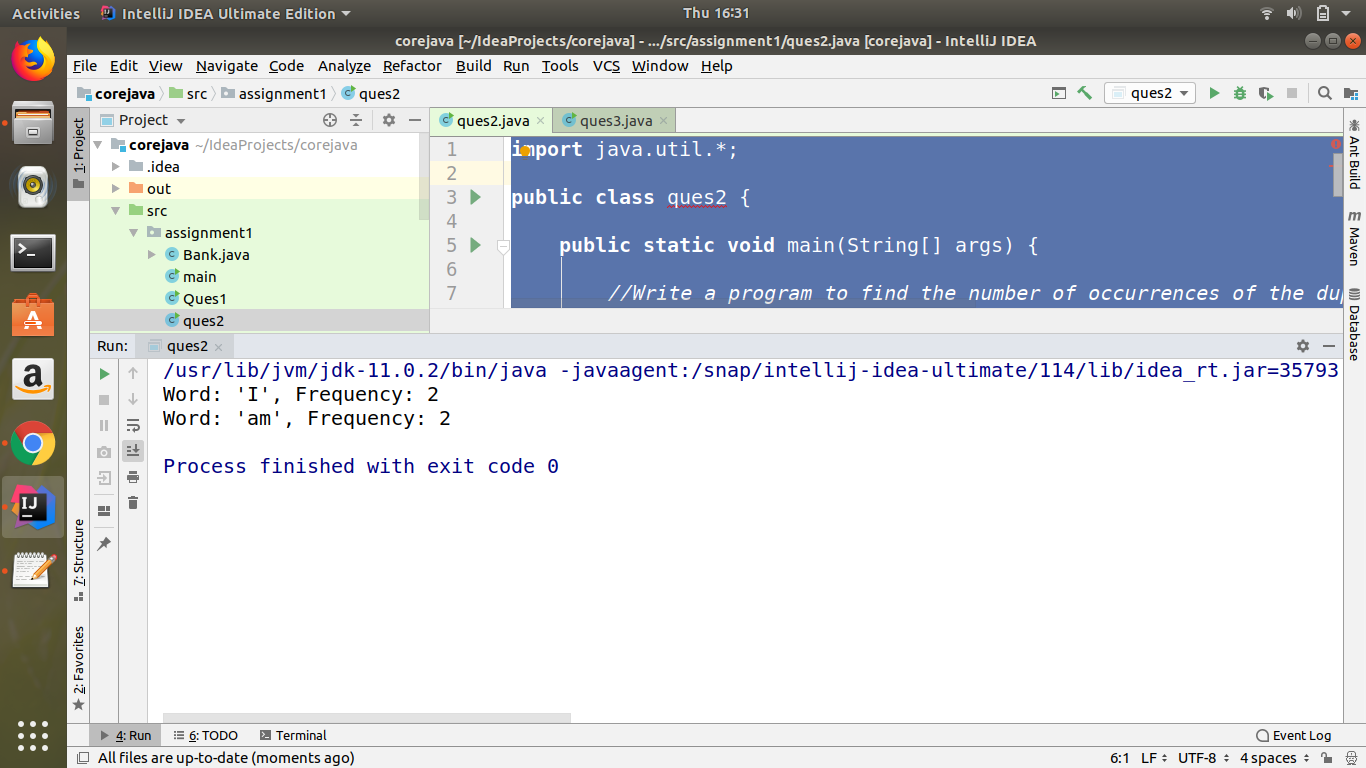 Activities IntelliJ IDEA Ultimate Edition Thu 16:31
corejava [~/IdeaProjects/corejava] - .../src/assignment1/ques2.java [corejava] - IntelliJ IDEA
File Edit View Navigate Code Analyze Refactor Build Run Tools VCS Window Help
corejava src assignment1 ques2 ques2
1: Project
Project
corejava ~/IdeaProjects/corejava
.idea
out
src
assignment1
Bank.java
main
Ques1
ques2
ques2.java ques3.java
1 import java.util.*;
2
3 public class ques2 {
4
5 public static void main(String[] args) {
6
7 //Write a program to find the number of occurrences of the du
Ant Build
m Maven
Database
Run: ques2
/usr/lib/jvm/jdk-11.0.2/bin/java -javaagent:/snap/intellij-idea-ultimate/114/lib/idea_rt.jar=35793
Word: 'I', Frequency: 2
Word: 'am', Frequency: 2
Process finished with exit code 0
7: Structure
2: Favorites
4: Run 6: TODO Terminal Event Log
All files are up-to-date (moments ago) 6:1 LF UTF-8 4 spaces